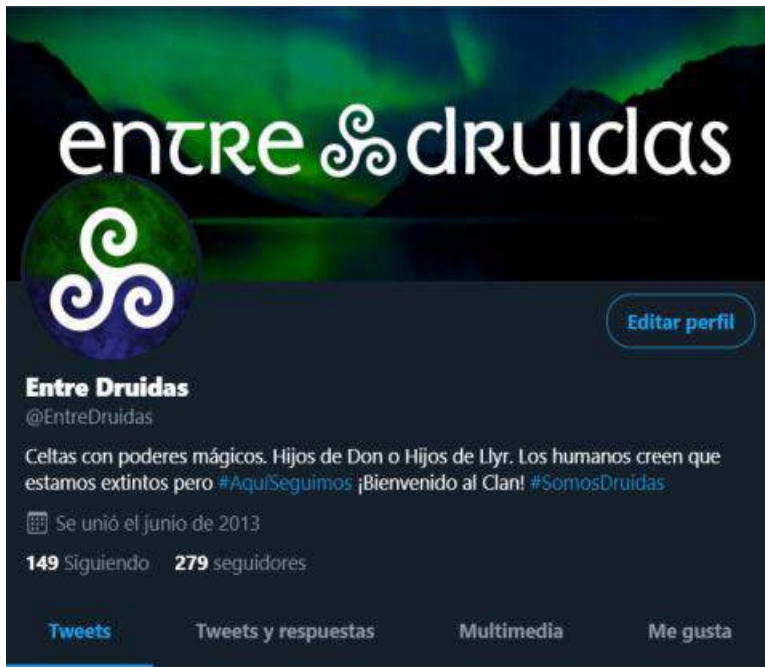 entre druidas
Editar perfil
Entre Druidas
@EntreDruidas
Celtas con poderes mágicos. Hijos de Don o Hijos de Llyr. Los humanos creen que
estamos extintos pero #AquíSeguimos ¡Bienvenido al Clan! #SomosDruidas
Se unió el junio de 2013
149 Siguiendo 279 seguidores
Tweets Tweets y respuestas Multimedia Me gusta